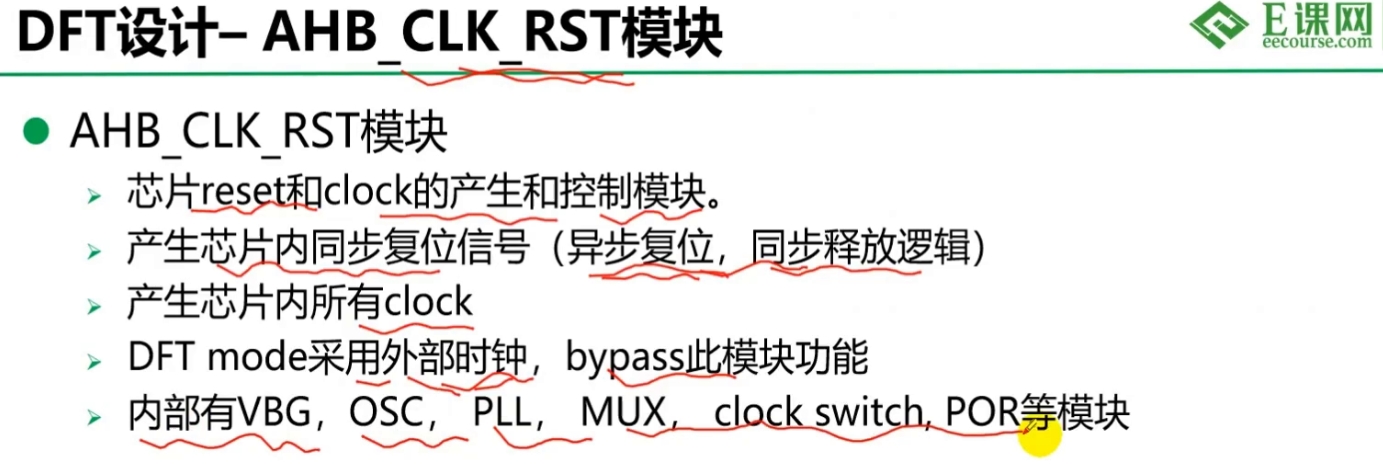 DFT设计– AHB_CLK_RST模块
E课网
eecourse.com
AHB_CLK_RST模块
芯片reset和clock的产生和控制模块。
产生芯片内同步复位信号（异步复位，同步释放逻辑）
产生芯片内所有clock
DFT mode采用外部时钟，bypass此模块功能
内部有VBG，OSC， PLL， MUX， clock switch, POR等模块